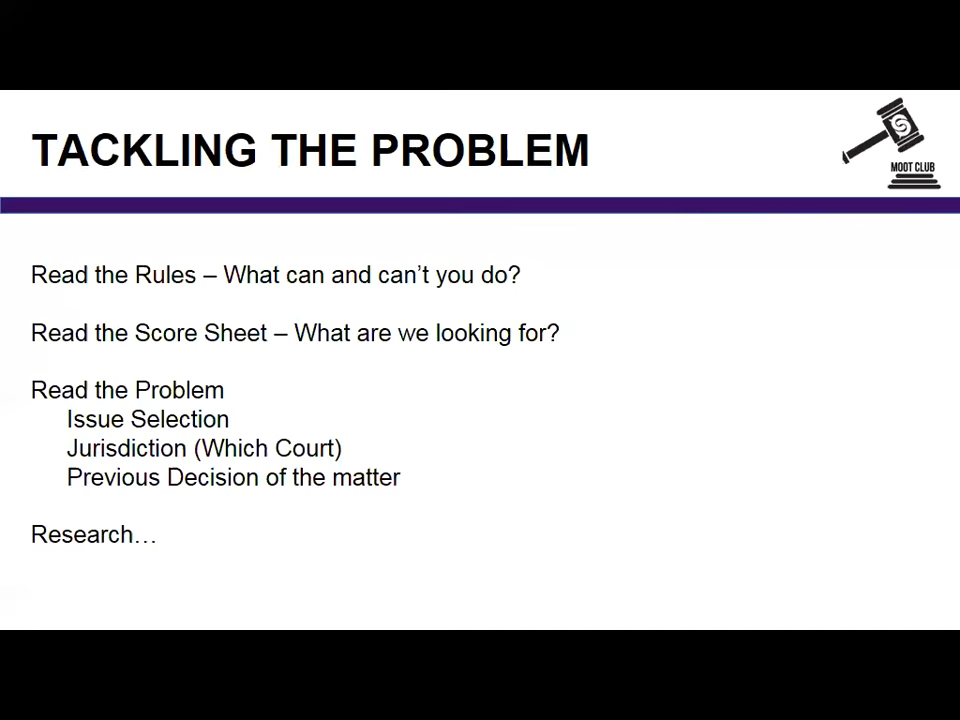 TACKLING THE PROBLEM
MOOT CLUB
Read the Rules – What can and can’t you do?
Read the Score Sheet – What are we looking for?
Read the Problem
Issue Selection
Jurisdiction (Which Court)
Previous Decision of the matter
Research…